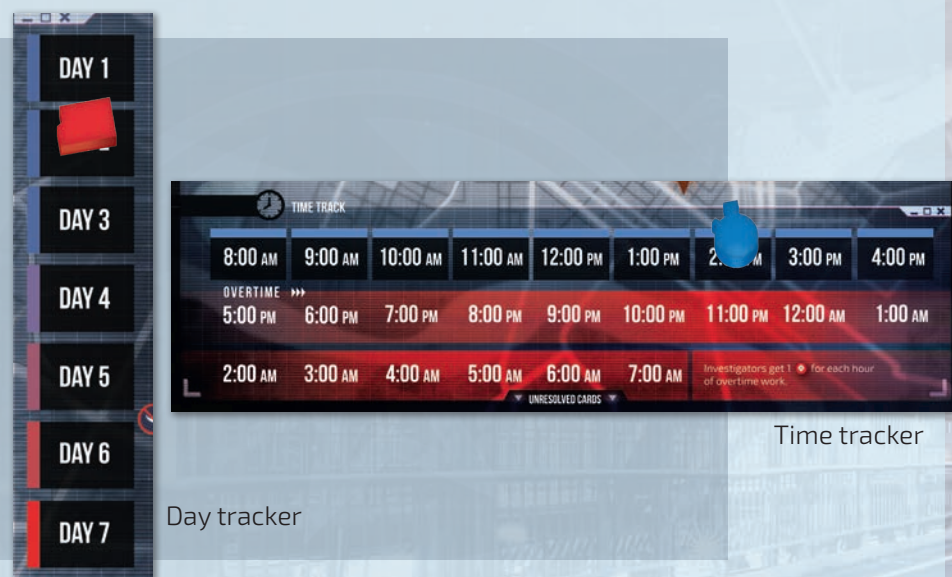 DAY 1
DAY 3
DAY 4
DAY 5
DAY 6
DAY 7
Day tracker
TIME TRACK
8:00 AM 9:00 AM 10:00 AM 11:00 AM 12:00 PM 1:00 PM 3:00 PM 4:00 PM
OVERTIME
5:00 PM 6:00 PM 7:00 PM 8:00 PM 9:00 PM 10:00 PM 11:00 PM 12:00 AM 1:00 AM
2:00 AM 3:00 AM 4:00 AM 5:00 AM 6:00 AM 7:00 AM
Investigators get 1 for each hour
of overtime work.
UNRESOLVED CARDS
Time tracker